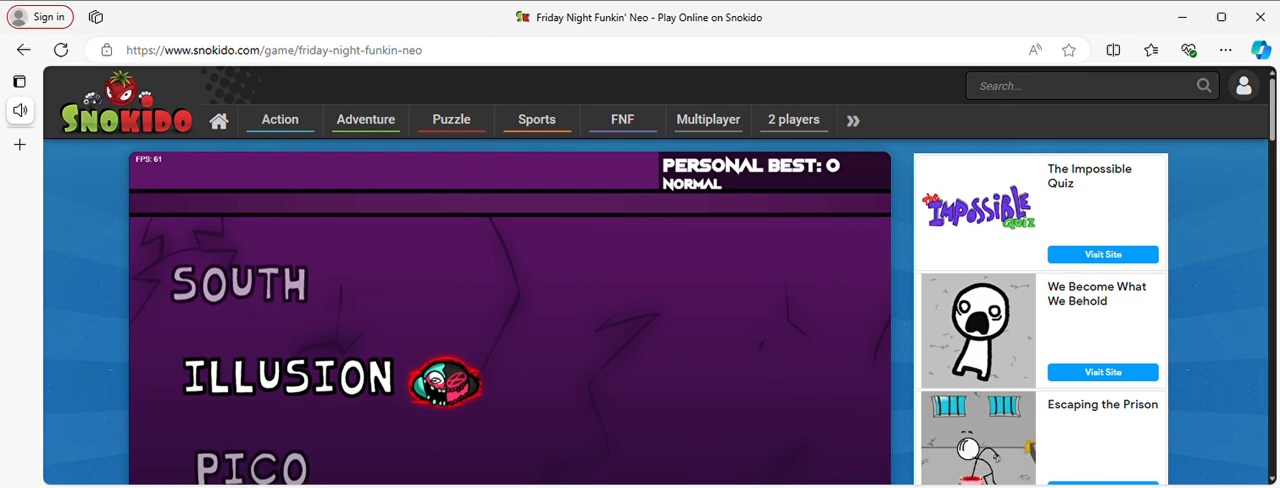 Sign in
Friday Night Funkin' Neo - Play Online on Snokido
https://www.snokido.com/game/friday-night-funkin-neo
SNOKIDO
Search...
Action
Adventure
Puzzle
Sports
FNF
Multiplayer
2 players
FPS: 61
PERSONAL BEST: 0
NORMAL
SOUTH
ILLUSION
PICO
the IMPOSSIBLE QUIZ
The Impossible
Quiz
Visit Site
We Become What
We Behold
Visit Site
Escaping the Prison